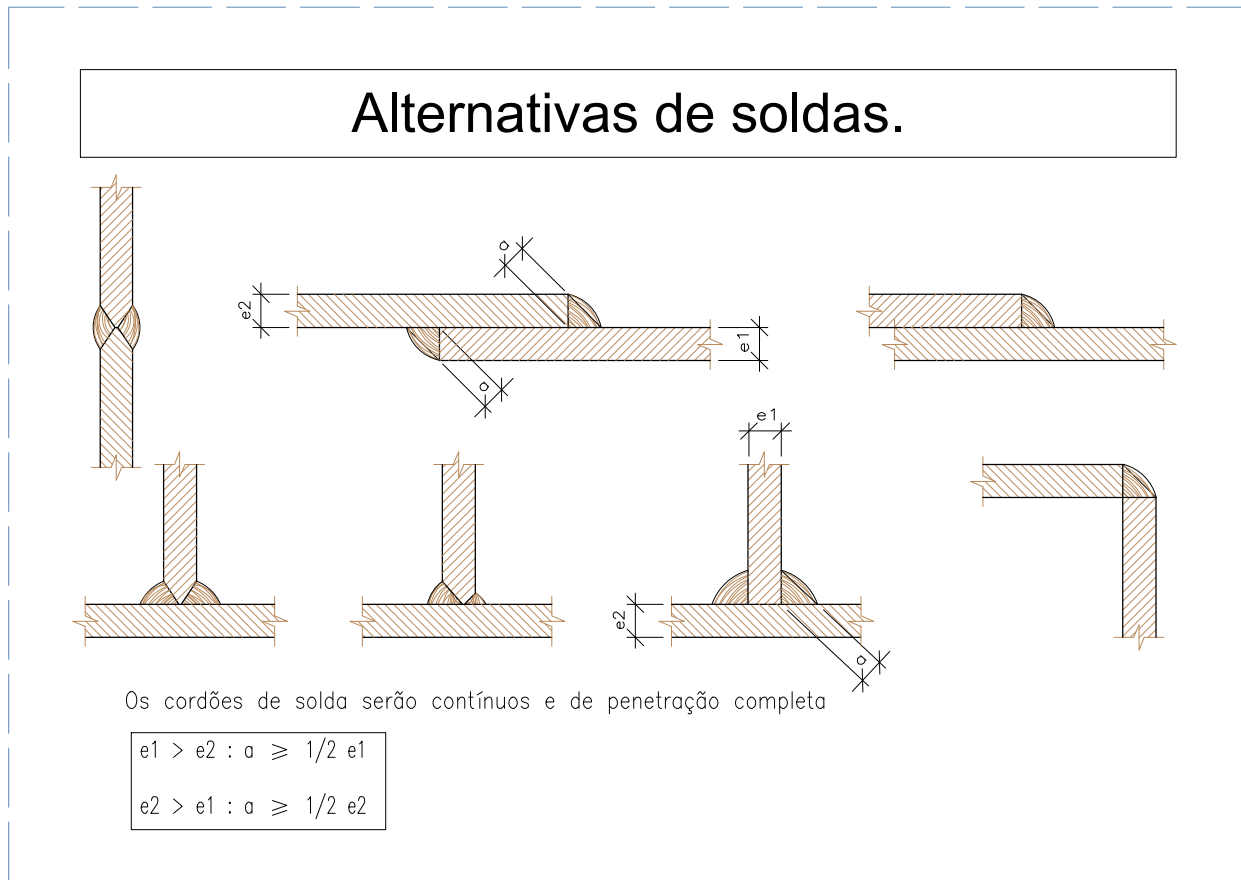 Alternativas de soldas.
a
e2
e1
a
e1
e2
a
Os cordões de solda serão contínuos e de penetração completa
e1 > e2 : a ≥ 1/2 e1
e2 > e1 : a ≥ 1/2 e2